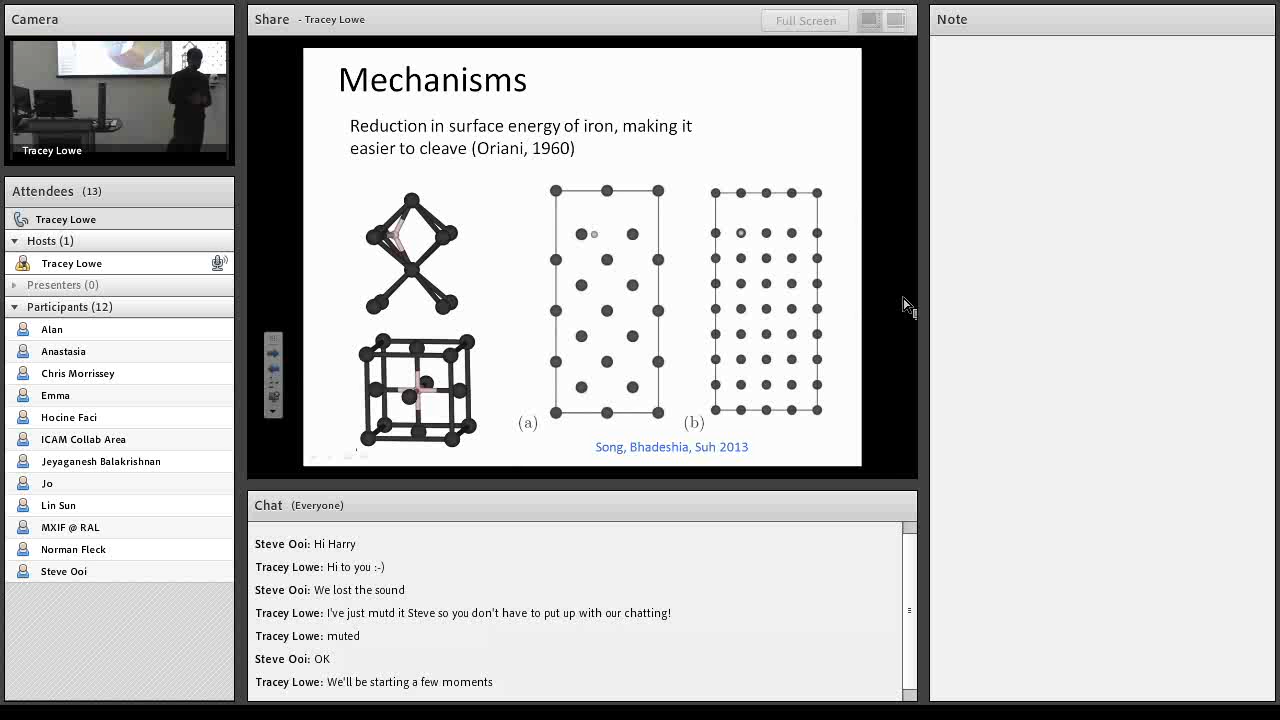 Camera
Tracey Lowe
Attendees (13)
Tracey Lowe
Hosts (1)
Tracey Lowe
Presenters (0)
Participants (12)
Alan
Anastasia
Chris Morrissey
Emma
Hocine Faci
ICAM Collab Area
Jeyaganesh Balakrishnan
Jo
Lin Sun
MXIF @ RAL
Norman Fleck
Steve Ooi
Share - Tracey Lowe
Full Screen
Mechanisms
Reduction in surface energy of iron, making it
easier to cleave (Oriani, 1960)
(a)
(b)
Song, Bhadeshia, Suh 2013
Chat (Everyone)
Steve Ooi: Hi Harry
Tracey Lowe: Hi to you :-)
Steve Ooi: We lost the sound
Tracey Lowe: I've just mutd it Steve so you don't have to put up with our chatting!
Tracey Lowe: muted
Steve Ooi: OK
Tracey Lowe: We'll be starting a few moments
Note